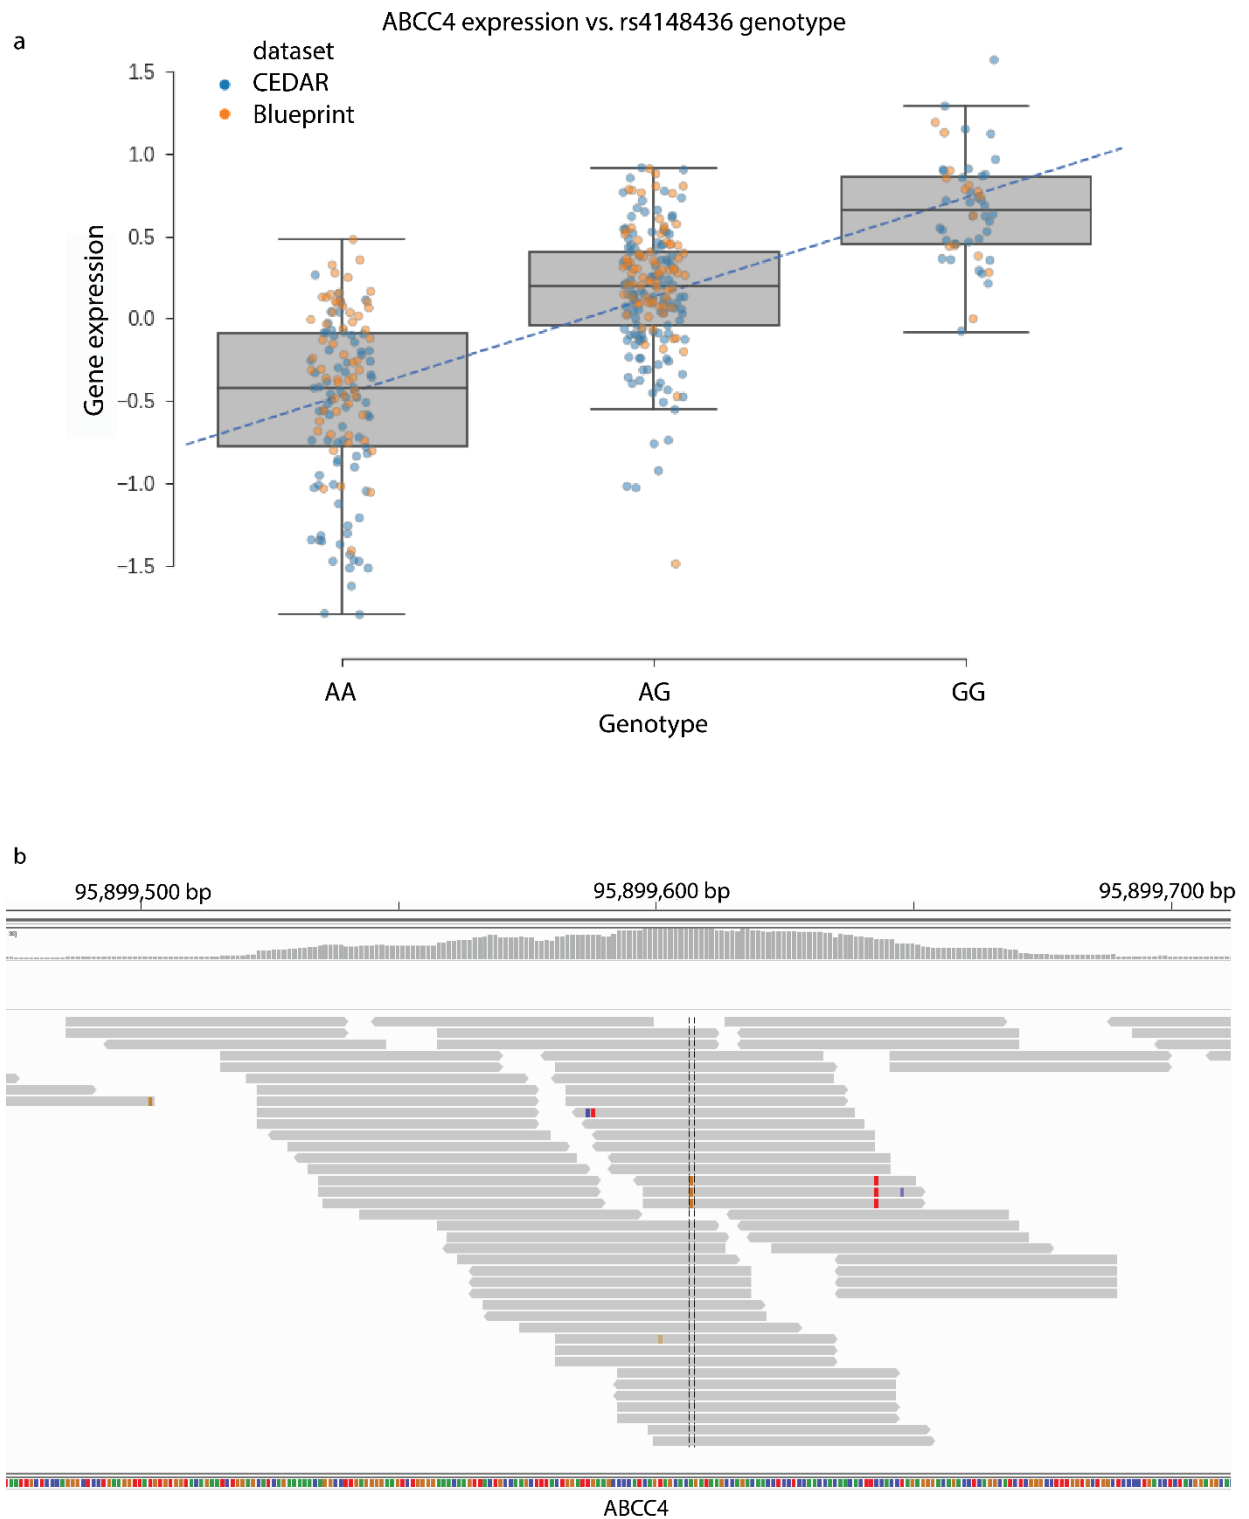 ABCC4 expression vs. rs4148436 genotype
a
dataset
CEDAR
Blueprint
1.5
1.0
0.5
0.0
−0.5
−1.0
−1.5
Gene expression
AA AG GG
Genotype
b
95,899,500 bp 95,899,600 bp 95,899,700 bp
ABCC4